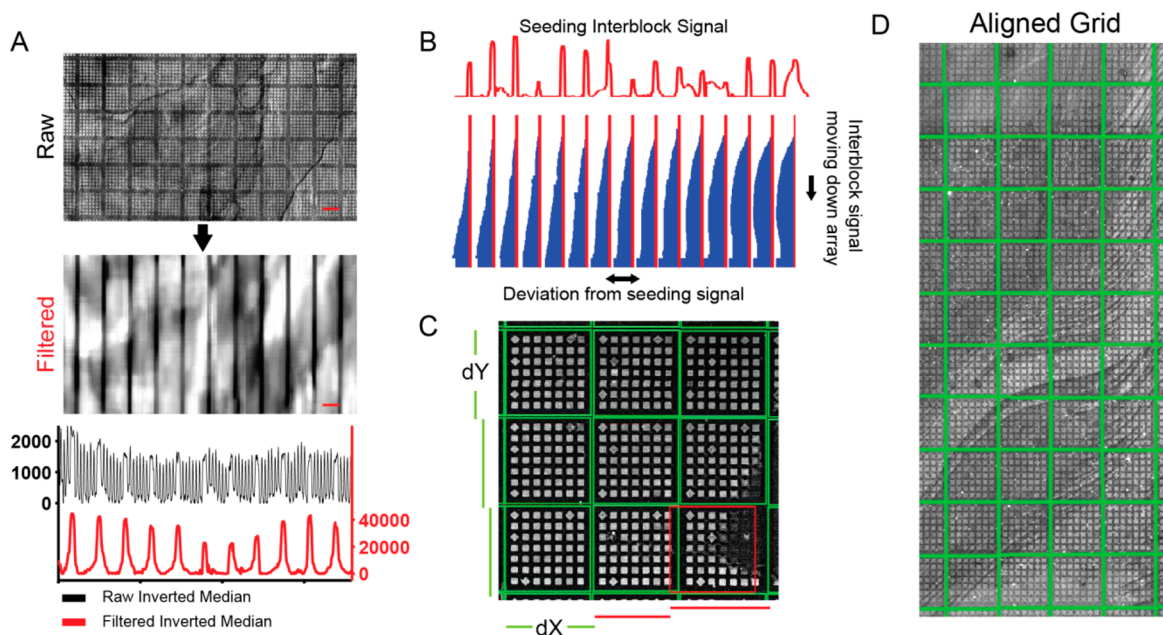 A
Raw
Filtered
2000
1000
0
40000
20000
0
Raw Inverted Median
Filtered Inverted Median
B
Seeding Interblock Signal
Interblock signal
moving down array
Deviation from seeding signal
C
dY
dX
D
Aligned Grid